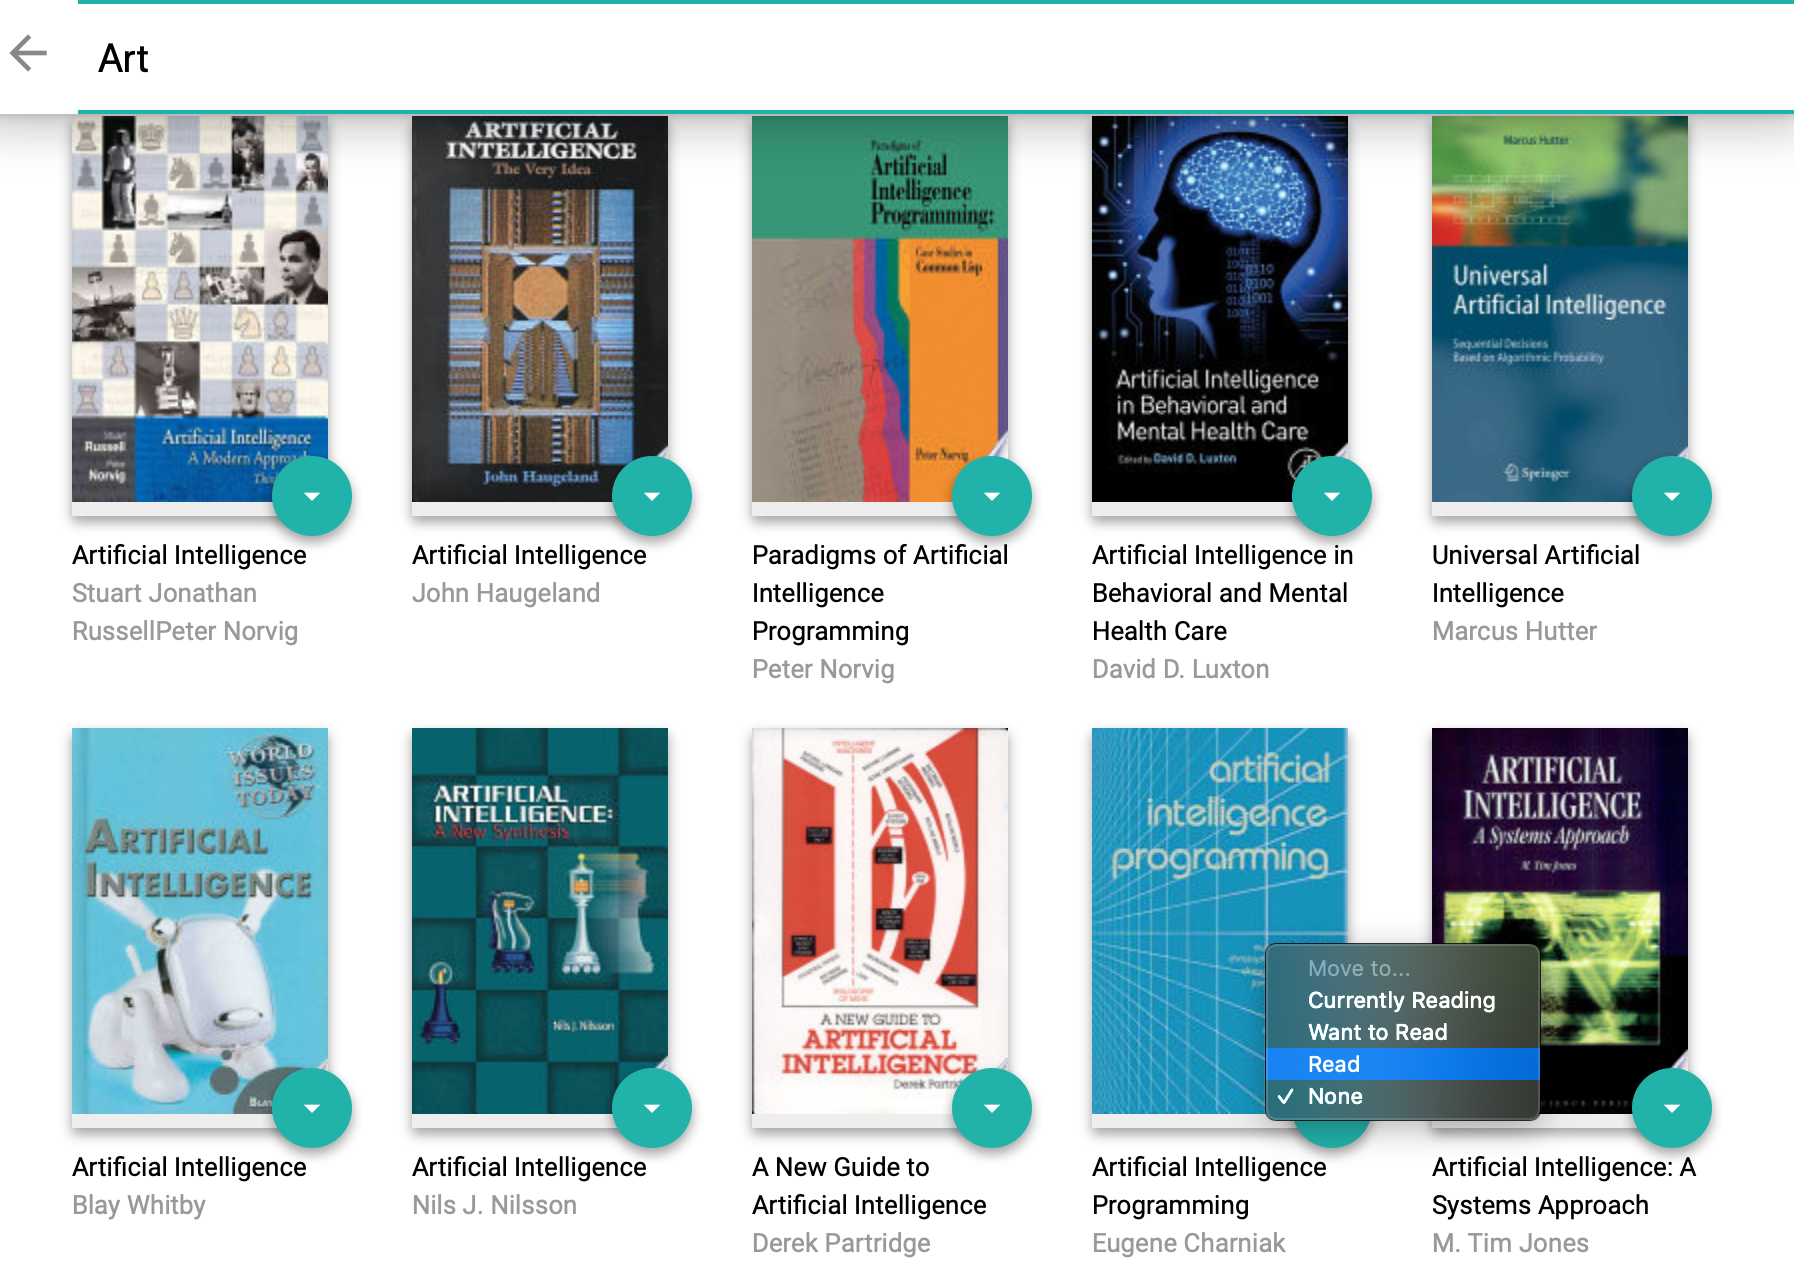 Art
Stuart
Russell
Peter
Norvig
Artificial Intelligence
A Modern Approach
ARTIFICIAL
INTELLIGENCE
The Very Idea
John Haugeland
Paradigms of
Artificial
Intelligence
Programming:
Case Studies in
Common Lisp
Peter Norvig
Artificial Intelligence
in Behavioral and
Mental Health Care
Edited by David D. Luxton
Marcus Hutter
Universal
Artificial Intelligence
Sequential Decisions
Based on Algorithmic Probability
Springer
Artificial Intelligence
Stuart Jonathan
RussellPeter Norvig
Artificial Intelligence
John Haugeland
Paradigms of Artificial
Intelligence
Programming
Peter Norvig
Artificial Intelligence in
Behavioral and Mental
Health Care
David D. Luxton
Universal Artificial
Intelligence
Marcus Hutter
WORLD
ISSUES
TODAY
ARTIFICIAL
INTELLIGENCE
ARTIFICIAL
INTELLIGENCE:
A New Synthesis
Nils J. Nilsson
A NEW GUIDE TO
ARTIFICIAL
INTELLIGENCE
Derek Partrid
artificial
intelligence
programming
ARTIFICIAL
INTELLIGENCE
A Systems Approach
M. Tim Jones
Move to...
Currently Reading
Want to Read
Read
✓ None
Artificial Intelligence
Blay Whitby
Artificial Intelligence
Nils J. Nilsson
A New Guide to
Artificial Intelligence
Derek Partridge
Artificial Intelligence
Programming
Eugene Charniak
Artificial Intelligence: A
Systems Approach
M. Tim Jones